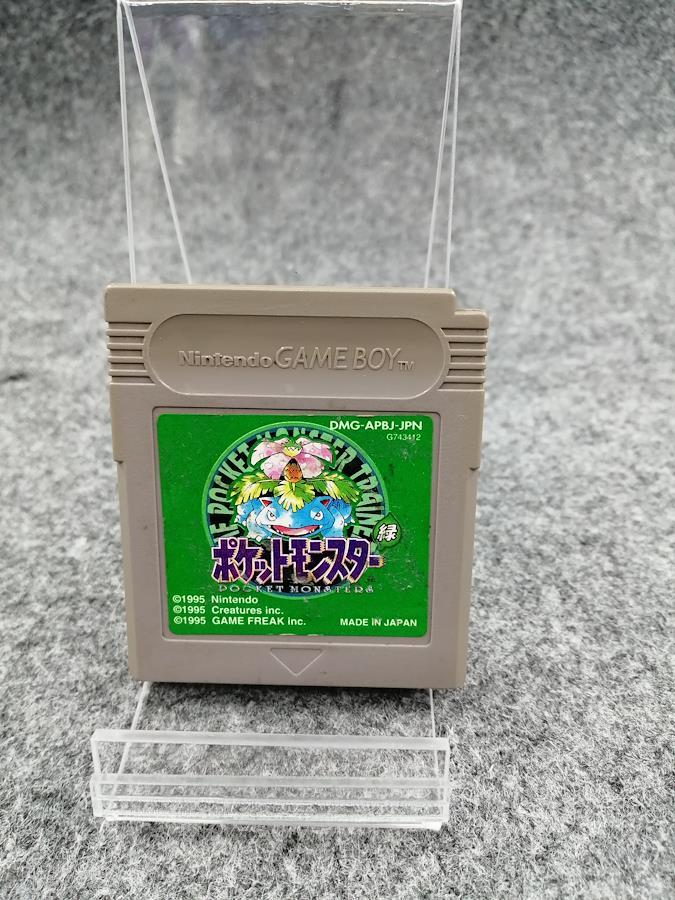 Nintendo GAME BOY TM
DMG-APBJ-JPN
G743412
POCKET MONSTER TRAINE
緑
ポケットモンスター
POCKET MONSTERS
©1995 Nintendo
©1995 Creatures inc.
©1995 GAME FREAK inc.
MADE IN JAPAN